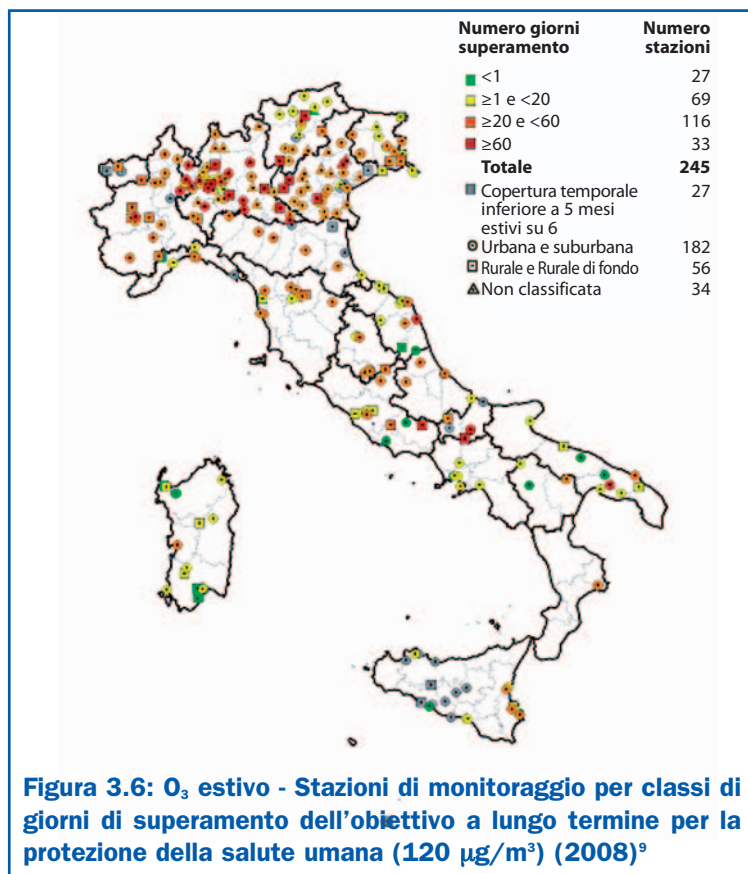 Numero giorni superamento Numero stazioni
<1 27
≥1 e <20 69
≥20 e <60 116
≥60 33
Totale 245
Copertura temporale 27
inferiore a 5 mesi
estivi su 6
Urbana e suburbana 182
Rurale e Rurale di fondo 56
Non classificata 34
Figura 3.6: O₃ estivo - Stazioni di monitoraggio per classi di
giorni di superamento dell'obiettivo a lungo termine per la
protezione della salute umana (120 µg/m³) (2008)⁹